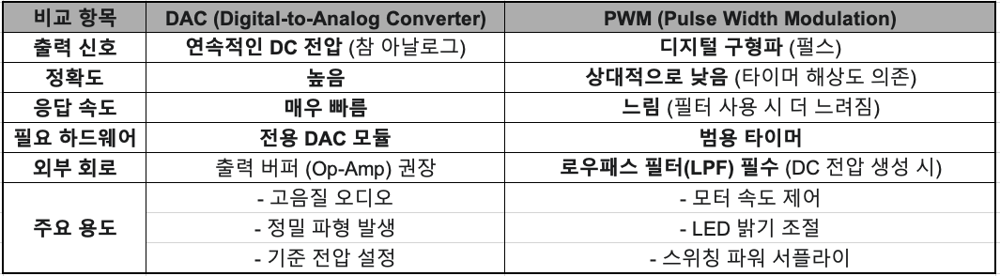 비교 항목 DAC (Digital-to-Analog Converter) PWM (Pulse Width Modulation)
출력 신호 연속적인 DC 전압 (참 아날로그) 디지털 구형파 (펄스)
정확도 높음 상대적으로 낮음 (타이머 해상도 의존)
응답 속도 매우 빠름 느림 (필터 사용 시 더 느려짐)
필요 하드웨어 전용 DAC 모듈 범용 타이머
외부 회로 출력 버퍼 (Op-Amp) 권장 로우패스 필터(LPF) 필수 (DC 전압 생성 시)
주요 용도 - 고음질 오디오 - 모터 속도 제어
- 정밀 파형 발생 - LED 밝기 조절
- 기준 전압 설정 - 스위칭 파워 서플라이